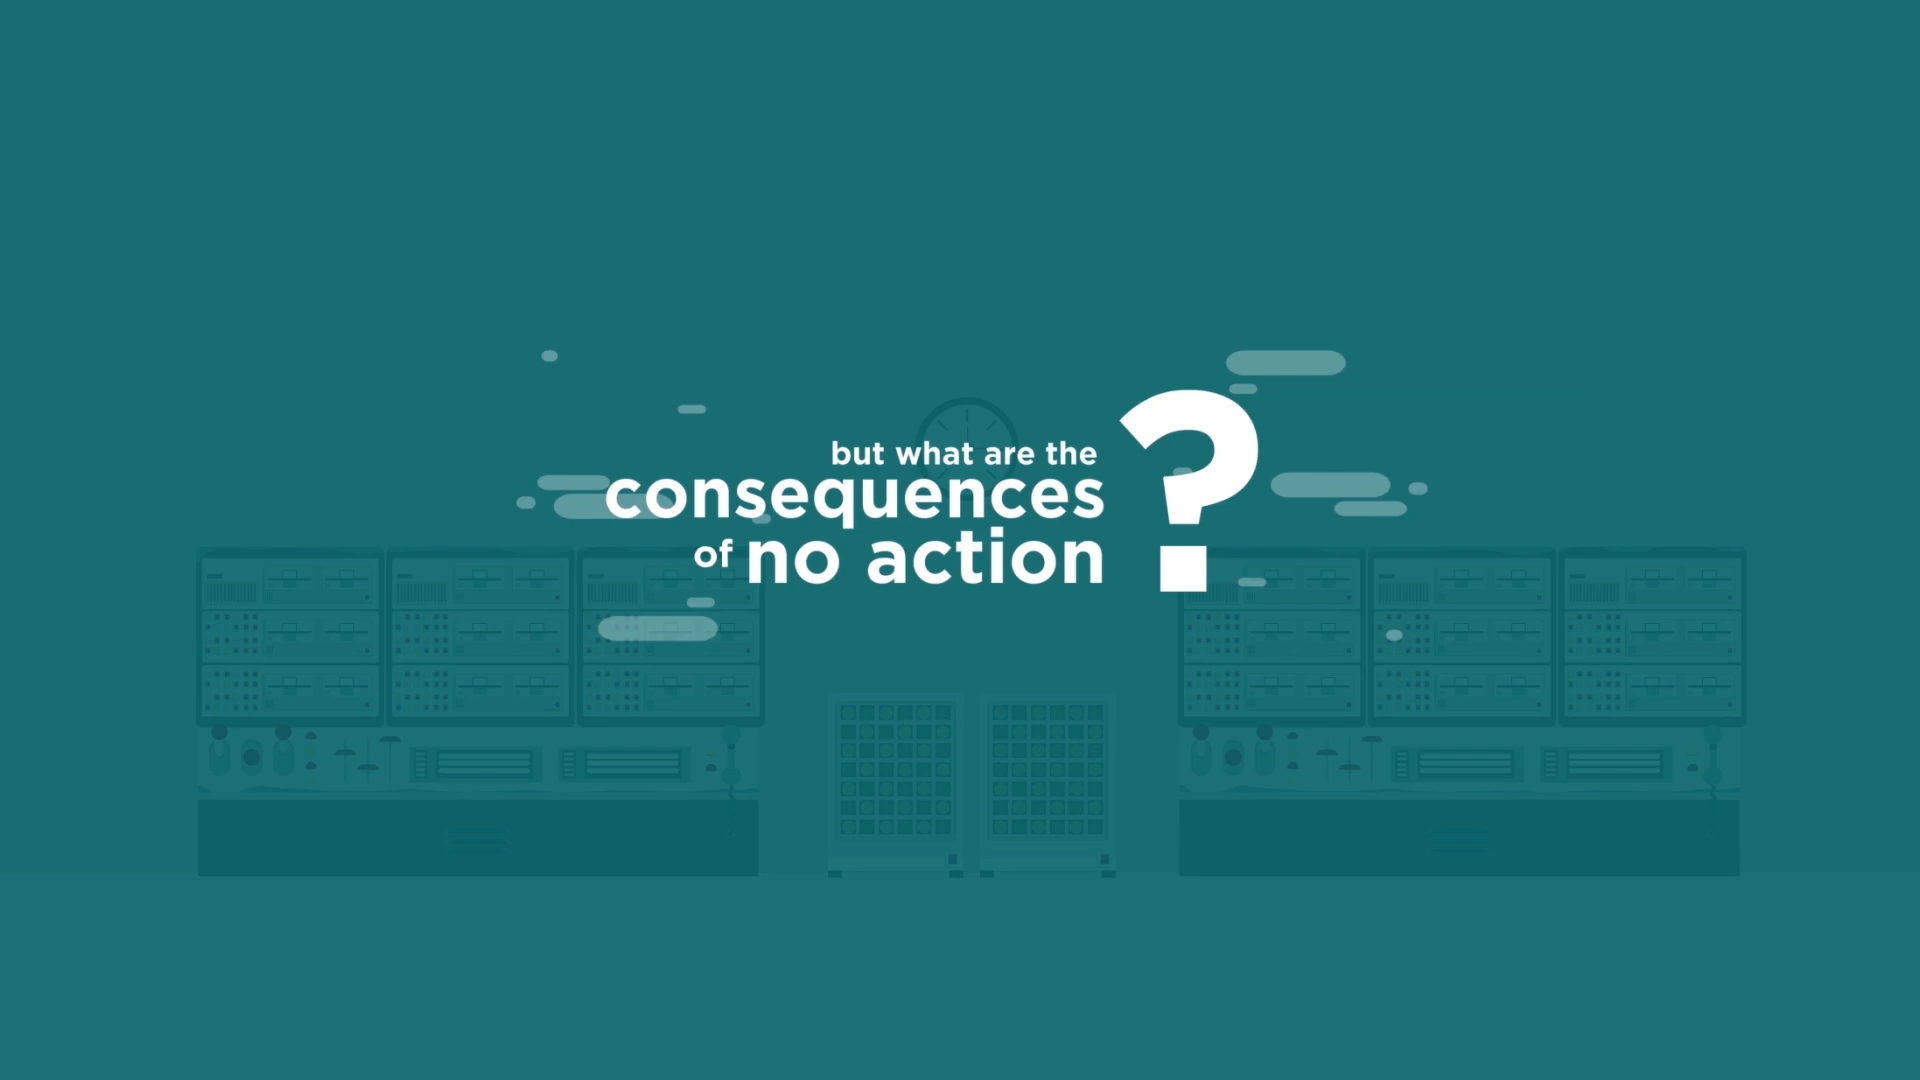 but what are the
consequences
of no action ?